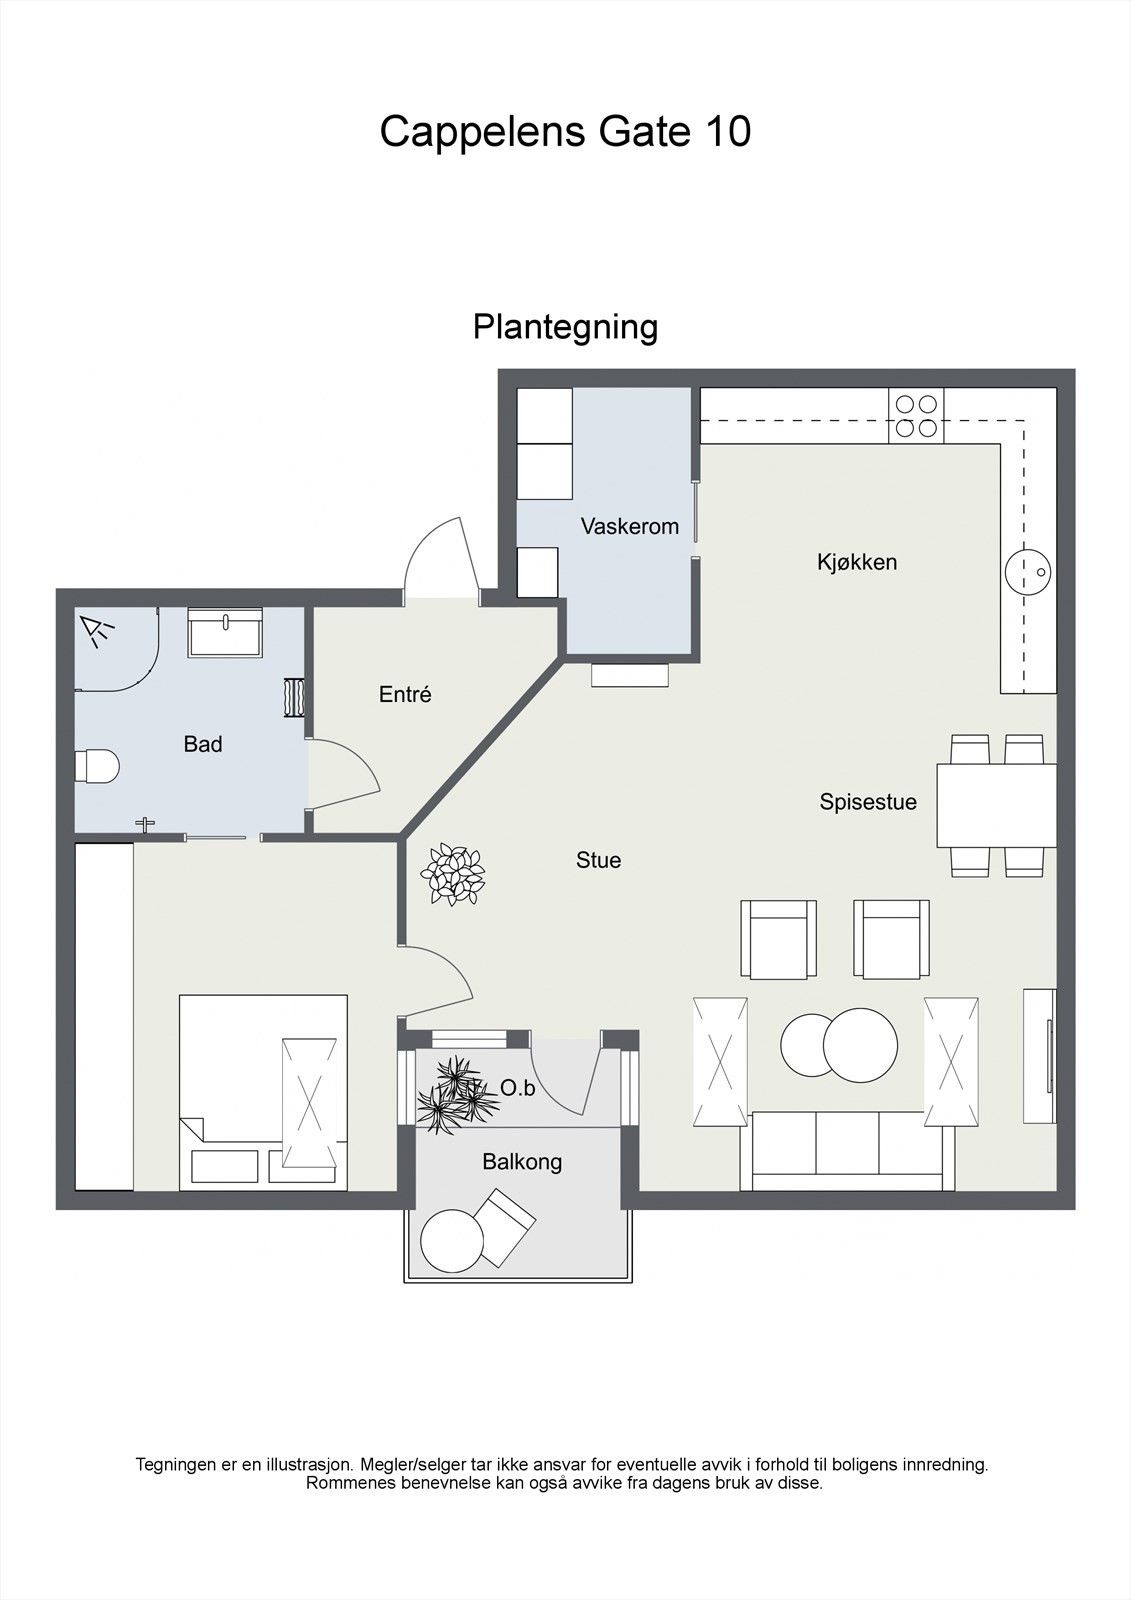 Cappelens Gate 10
Plantegning
Vaskerom
Kjøkken
Entré
Bad
Spisestue
Stue
O.b
Balkong
Tegningen er en illustrasjon. Megler/selger tar ikke ansvar for eventuelle avvik i forhold til boligens innredning.
Rommenes benevnelse kan også avvike fra dagens bruk av disse.